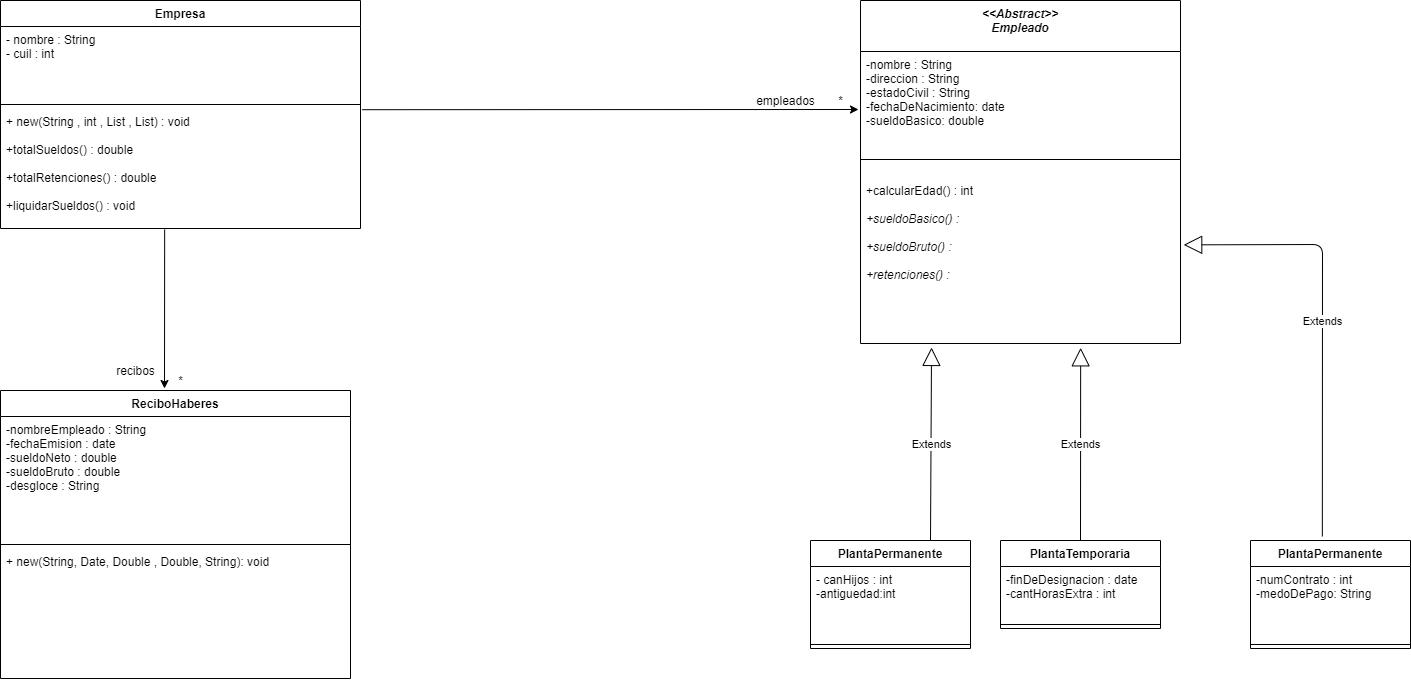 Empresa
- nombre : String
- cuil : int
+ new(String , int , List , List) : void
+totalSueldos() : double
+totalRetenciones() : double
+liquidarSueldos() : void
empleados
*
<<Abstract>>
Empleado
-nombre : String
-direccion : String
-estadoCivil : String
-fechaDeNacimiento: date
-sueldoBasico: double
+calcularEdad() : int
+sueldoBasico() :
+sueldoBruto() :
+retenciones() :
Extends
recibos
*
ReciboHaberes
-nombreEmpleado : String
-fechaEmision : date
-sueldoNeto : double
-sueldoBruto : double
-desgloce : String
+ new(String, Date, Double , Double, String): void
Extends
Extends
PlantaPermanente
- canHijos : int
-antiguedad:int
PlantaTemporaria
-finDeDesignacion : date
-cantHorasExtra : int
PlantaPermanente
-numContrato : int
-medoDePago: String